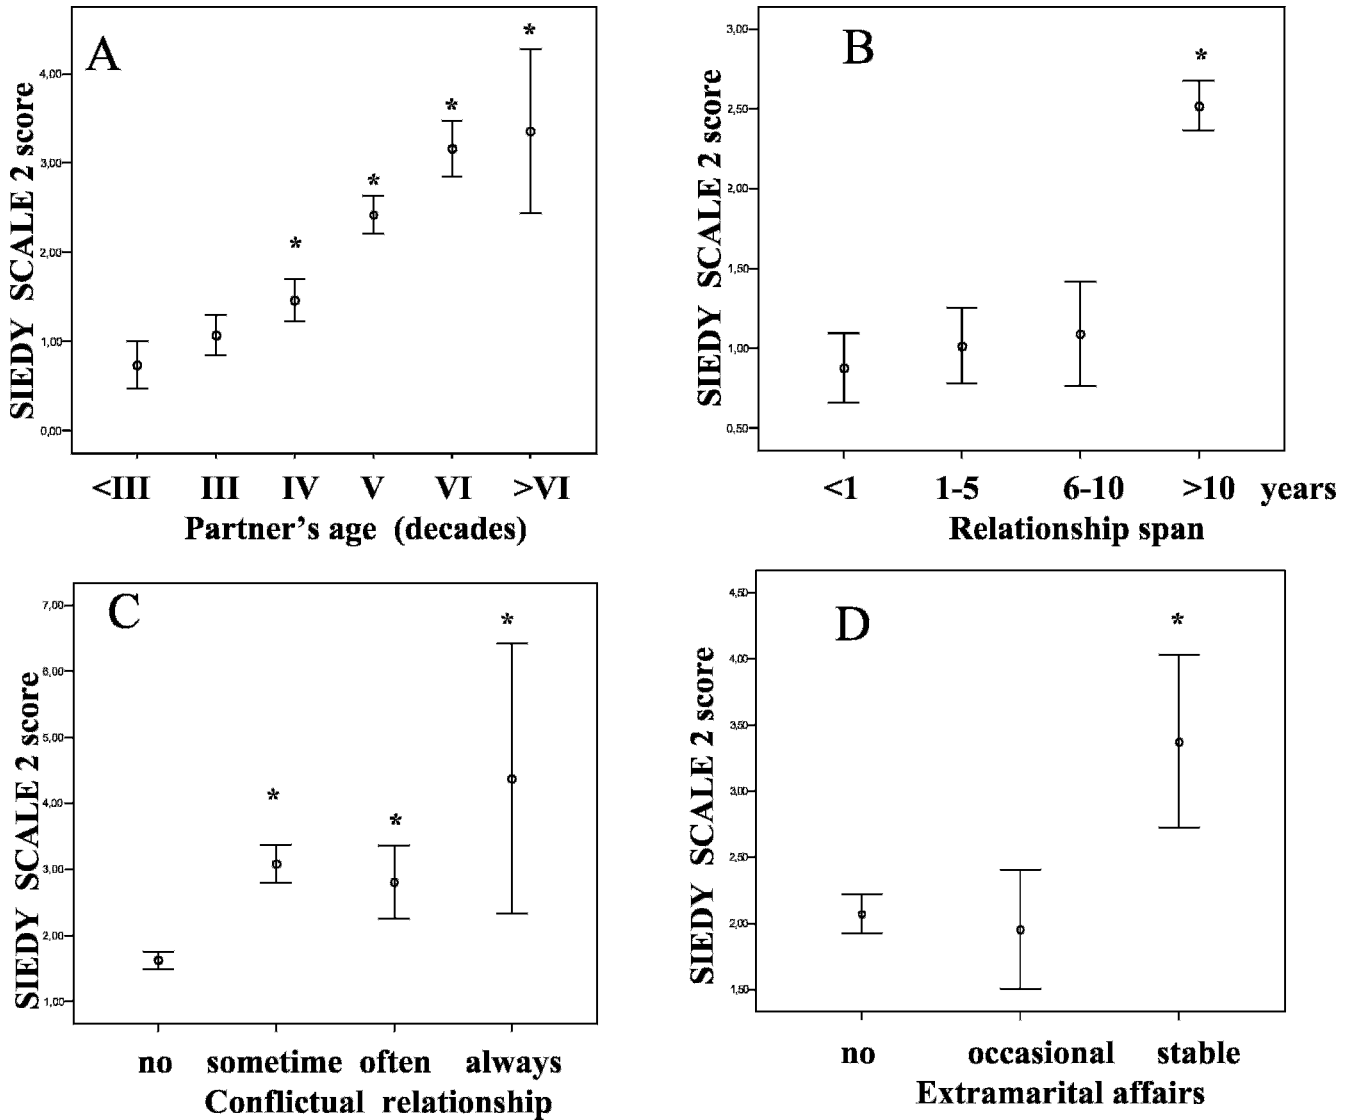 A
SIEDY SCALE 2 score
4,00
3,00
2,00
1,00
0,00
* * * *
<III III IV V VI >VI
Partner's age (decades)
B
SIEDY SCALE 2 score
3,00
2,50
2,00
1,50
1,00
0,50
*
<1 1-5 6-10 >10 years
Relationship span
C
SIEDY SCALE 2 score
7,00
6,00
5,00
4,00
3,00
2,00
1,00
* * *
no sometime often always
Conflictual relationship
D
SIEDY SCALE 2 score
4,50
4,00
3,50
3,00
2,50
2,00
1,50
*
no occasional stable
Extramarital affairs